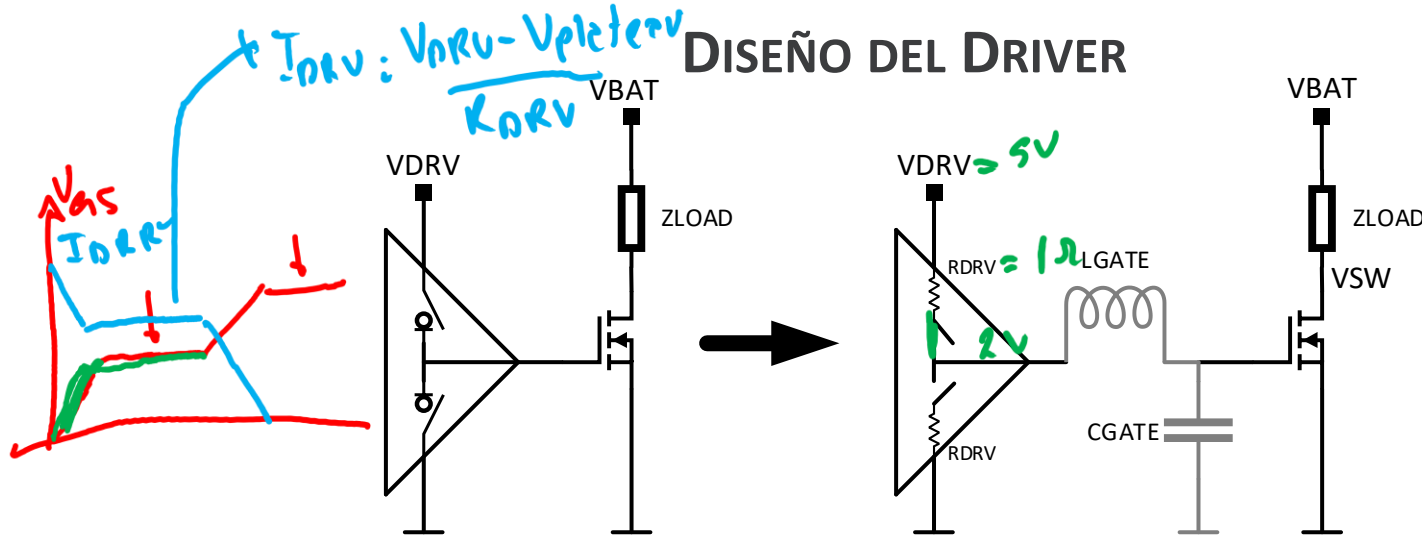 DISEÑO DEL DRIVER
IDRV = VDRV - Vplateau
RDRV
VGS
IDRV
VBAT
VDRV
ZLOAD
VBAT
VDRV = 5V
ZLOAD
RDRV = 1Ω
LGATE
VSW
2V
CGATE
RDRV